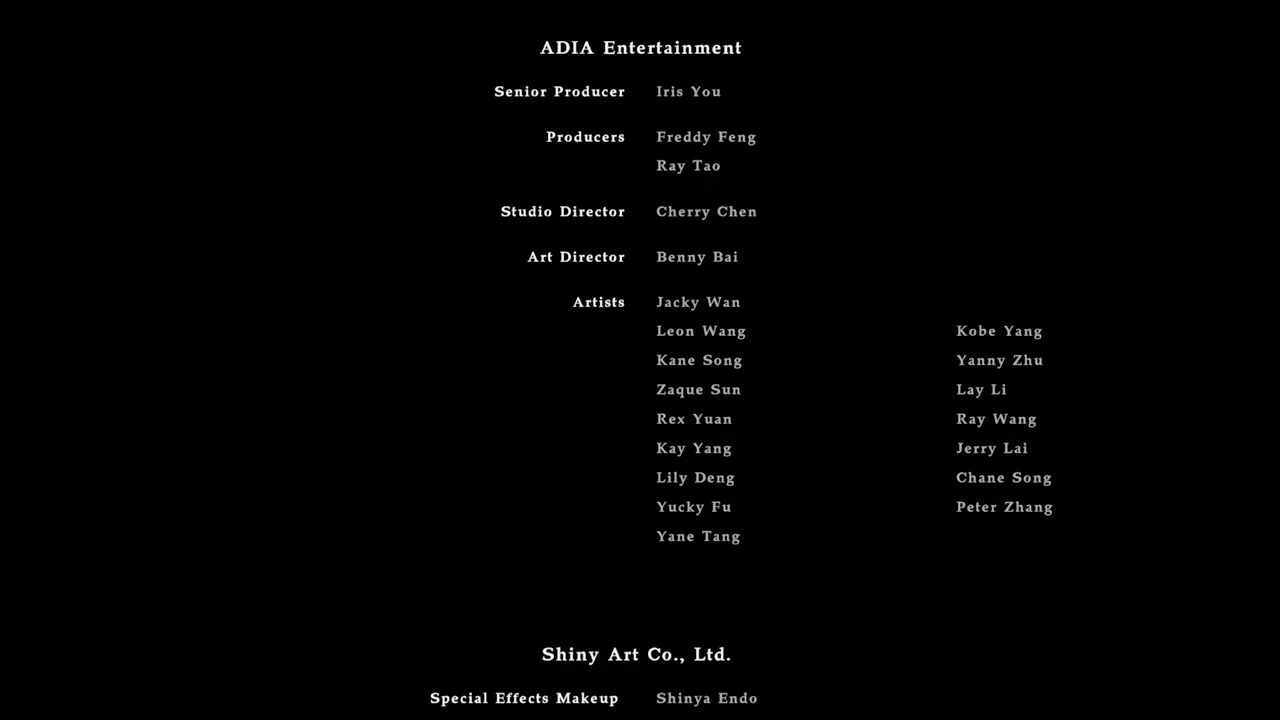 ADIA Entertainment
Senior Producer Iris You
Producers Freddy Feng
Ray Tao
Studio Director Cherry Chen
Art Director Benny Bai
Artists Jacky Wan
Leon Wang Kobe Yang
Kane Song Yanny Zhu
Zaque Sun Lay Li
Rex Yuan Ray Wang
Kay Yang Jerry Lai
Lily Deng Chane Song
Yucky Fu Peter Zhang
Yane Tang
Shiny Art Co., Ltd.
Special Effects Makeup Shinya Endo